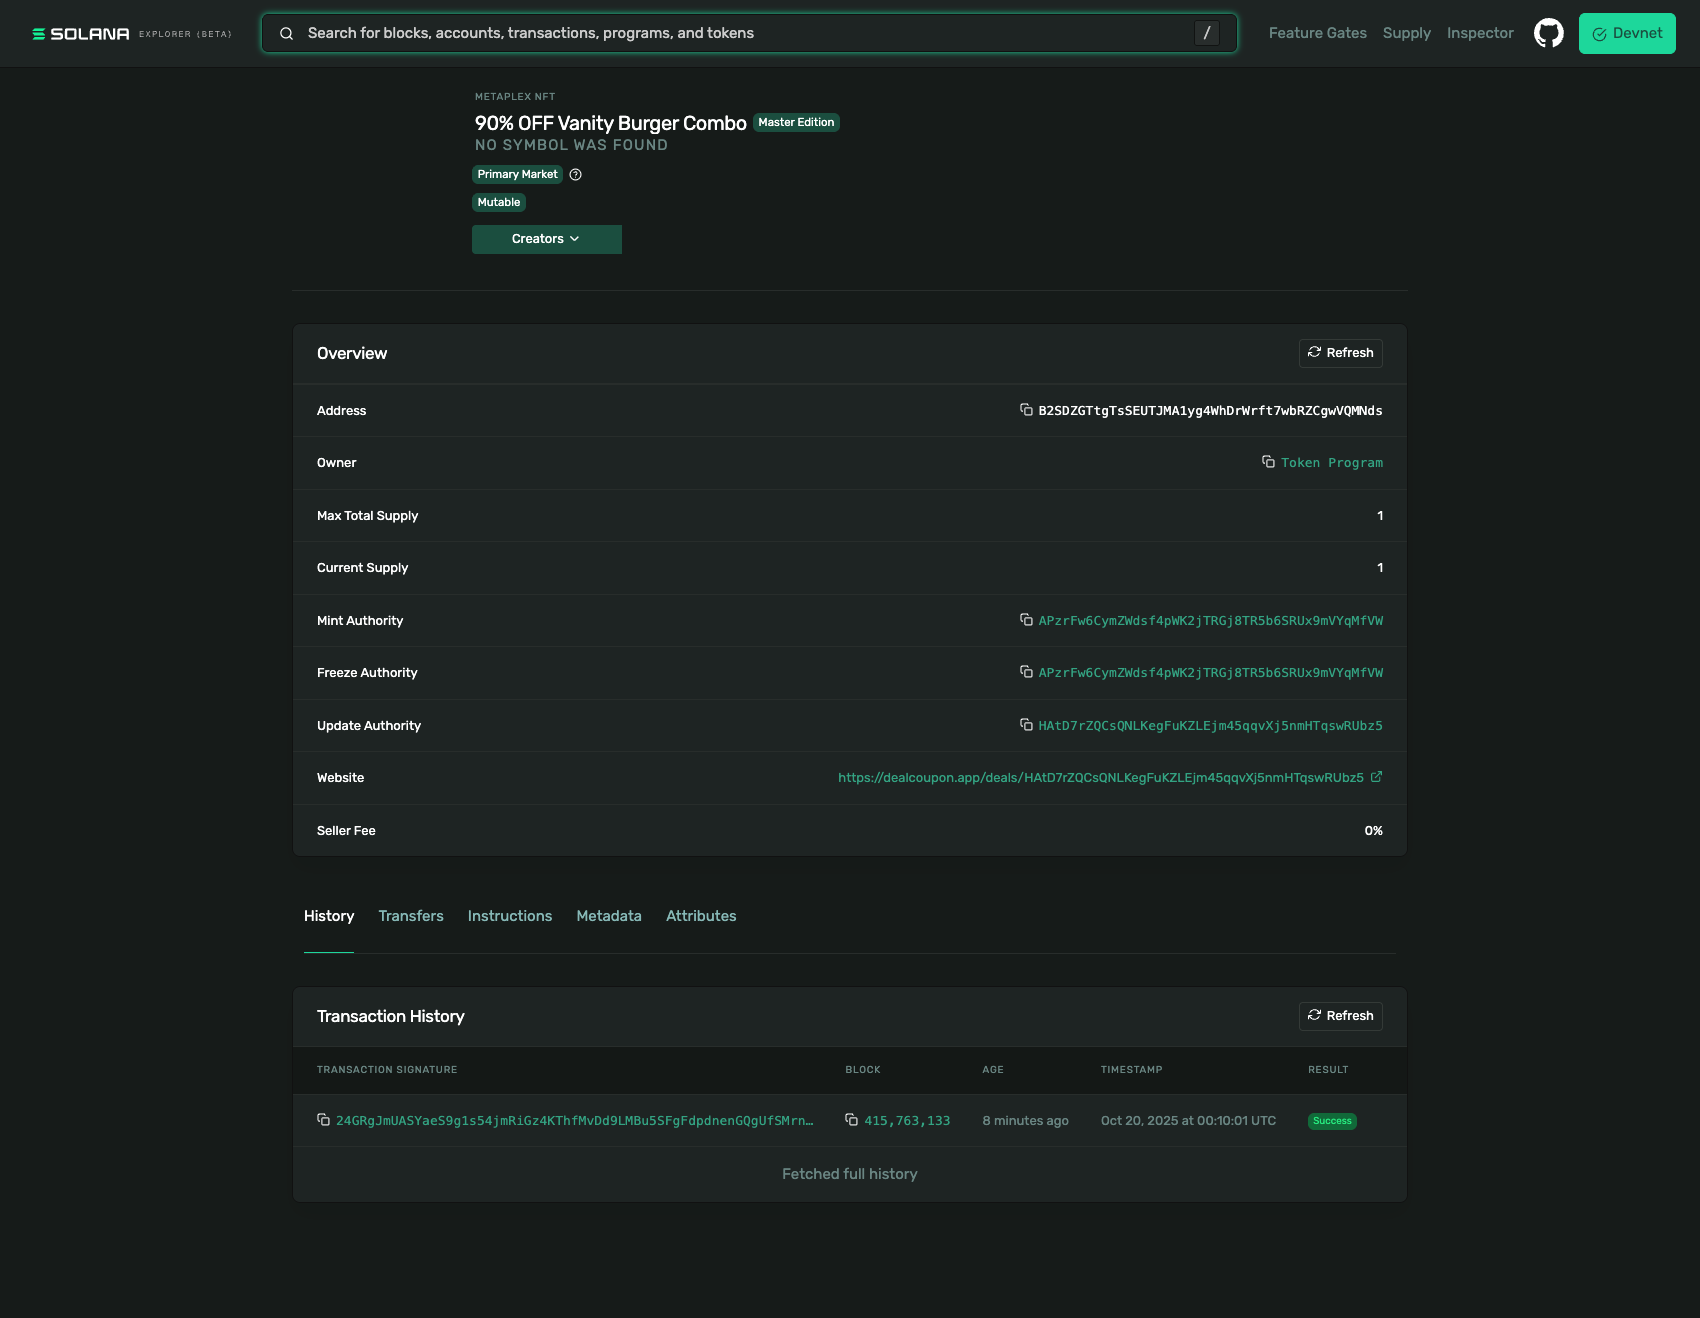 SOLANA EXPLORER (BETA)
Search for blocks, accounts, transactions, programs, and tokens
/
Feature Gates Supply Inspector
Devnet
METAPLEX NFT
90% OFF Vanity Burger Combo Master Edition
NO SYMBOL WAS FOUND
Primary Market
Mutable
Creators
Overview
Refresh
Address B2SDZGTtgTsSEUTJMA1yg4WhDrWrft7wbRZCgwVQMNds
Owner Token Program
Max Total Supply 1
Current Supply 1
Mint Authority APzrFw6CymZWdsf4pWK2jTRGj8TR5b6SRUx9mVYqMfVW
Freeze Authority APzrFw6CymZWdsf4pWK2jTRGj8TR5b6SRUx9mVYqMfVW
Update Authority HAtD7rZQCsQNLKegFuKZLEjm45qqvXj5nmHTqswRUbz5
Website https://dealcoupon.app/deals/HAtD7rZQCsQNLKegFuKZLEjm45qqvXj5nmHTqswRUbz5
Seller Fee 0%
History Transfers Instructions Metadata Attributes
Transaction History
Refresh
TRANSACTION SIGNATURE BLOCK AGE TIMESTAMP RESULT
24GRgJmUASYaeS9g1s54jmRiGz4KThfMvDd9LMBu5SFgFdpdnenGQgUfSMrn… 415,763,133 8 minutes ago Oct 20, 2025 at 00:10:01 UTC Success
Fetched full history